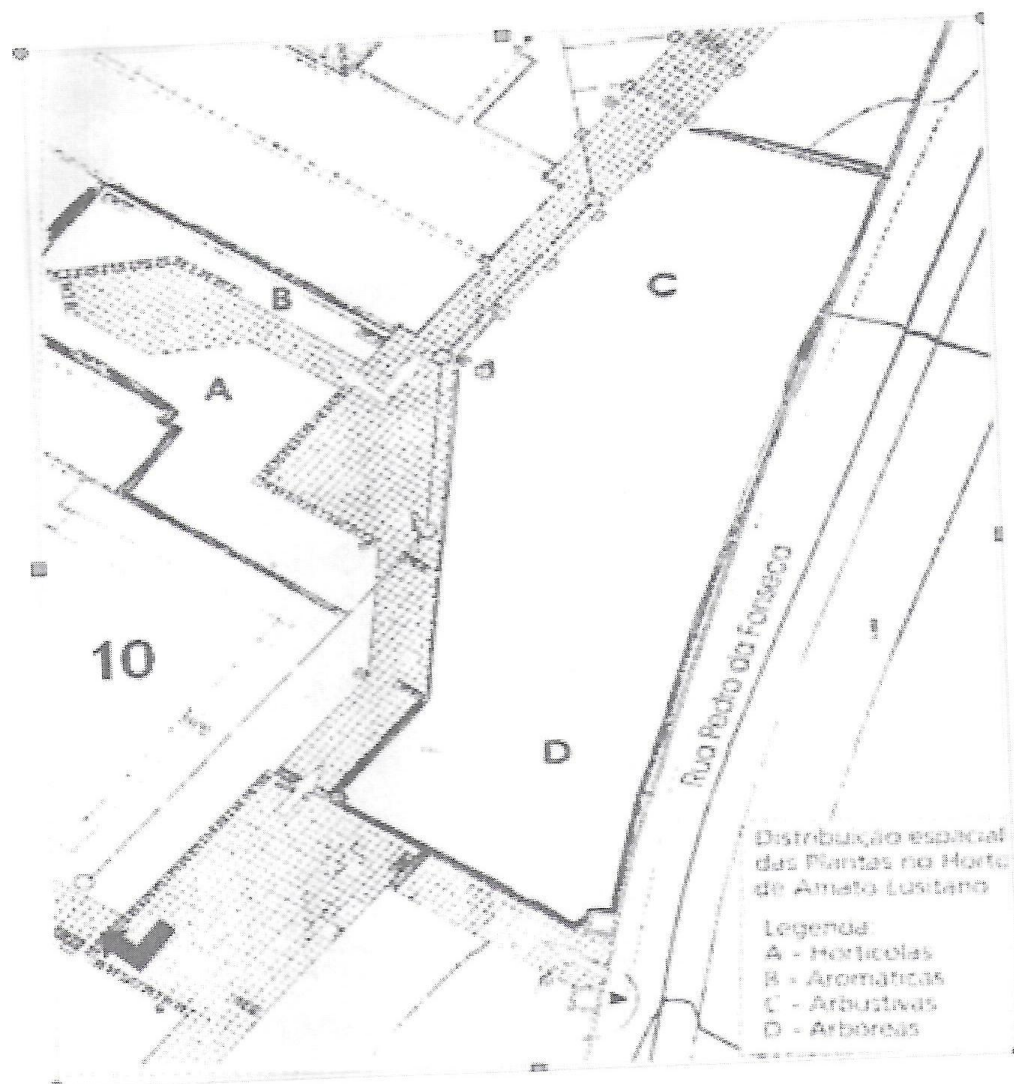 B
C
A
10
D
Rua Pedro da Fonseca
Distribuição espacial
das Plantas no Horto
de Amato Lusitano
Legenda:
A - Hortícolas
B - Aromáticas
C - Arbustivas
D - Arbóreas